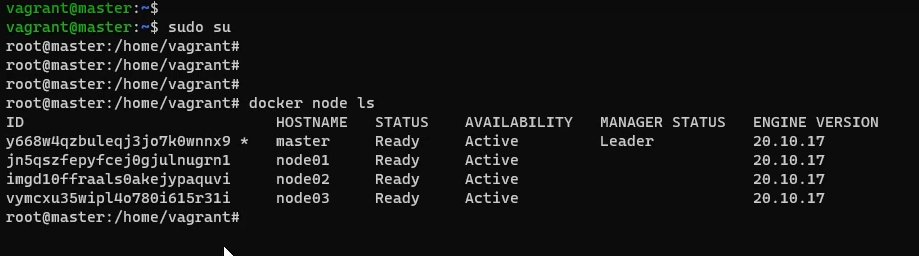 vagrant@master:~$
vagrant@master:~$ sudo su
root@master:/home/vagrant#
root@master:/home/vagrant#
root@master:/home/vagrant#
root@master:/home/vagrant# docker node ls
ID HOSTNAME STATUS AVAILABILITY MANAGER STATUS ENGINE VERSION
y668w4qzbuleqj3jo7k0wnnx9 * master Ready Active Leader 20.10.17
jn5qszfepyfcej0gjulnugrn1 node01 Ready Active 20.10.17
imgd10ffraals0akejypaquvi node02 Ready Active 20.10.17
vymcxu35wipl4o780i615r31i node03 Ready Active 20.10.17
root@master:/home/vagrant#